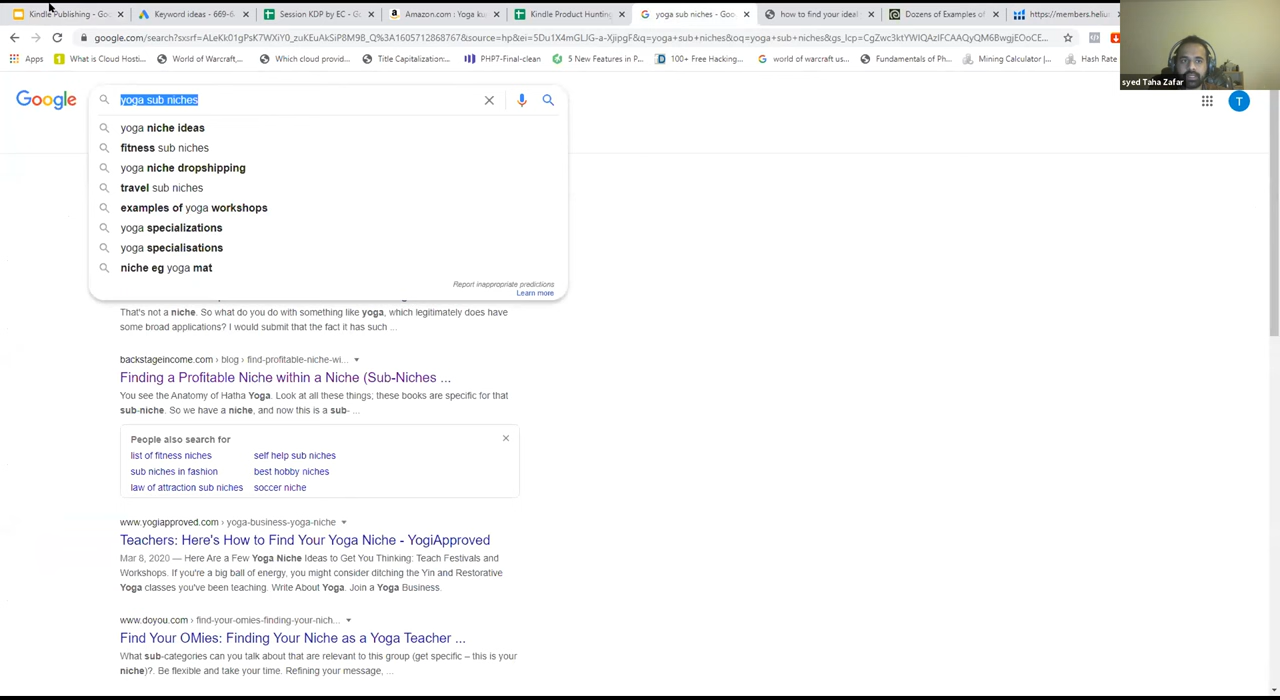 Kindle Publishing - Go
Keyword ideas - 669-6
Session KDP by EC - G
Amazon.com : Yoga ku
Kindle Product Hunting
yoga sub niches - Goo
how to find your ideal
Dozens of Examples of
https://members.heliu
google.com/search?sxsrf=ALeKk01gPsK7WXiY0_zuKEuAkSiP8M9B_Q%3A1605712868767&source=hp&ei=5Du1X4mGLJG-a-XjipgF&q=yoga+sub+niches&oq=yoga+sub+niches&gs_lcp=CgZwc3ktYWIQAzIFCAAQyQM6BwgjEOoCE...
Apps
What is Cloud Hosti...
World of Warcraft,...
Which cloud provid...
Title Capitalization:...
PHP7-Final-clean
5 New Features in P...
100+ Free Hacking...
world of warcraft us...
Fundamentals of Ph...
Mining Calculator |...
Hash Rate
syed Taha Zafar
Google
yoga sub niches
yoga niche ideas
fitness sub niches
yoga niche dropshipping
travel sub niches
examples of yoga workshops
yoga specializations
yoga specialisations
niche eg yoga mat
Report inappropriate predictions
Learn more
That's not a niche. So what do you do with something like yoga, which legitimately does have
some broad applications? I would submit that the fact it has such ...
backstageincome.com › blog › find-profitable-niche-wi...
Finding a Profitable Niche within a Niche (Sub-Niches ...
You see the Anatomy of Hatha Yoga. Look at all these things; these books are specific for that
sub-niche. So we have a niche, and now this is a sub- ...
People also search for
list of fitness niches
self help sub niches
sub niches in fashion
best hobby niches
law of attraction sub niches
soccer niche
www.yogiapproved.com › yoga-business-yoga-niche
Teachers: Here's How to Find Your Yoga Niche - YogiApproved
Mar 8, 2020 — Here Are a Few Yoga Niche Ideas to Get You Thinking: Teach Festivals and
Workshops. If you're a big ball of energy, you might consider ditching the Yin and Restorative
Yoga classes you've been teaching. Write About Yoga. Join a Yoga Business.
www.doyou.com › find-your-omies-finding-your-nich...
Find Your OMies: Finding Your Niche as a Yoga Teacher ...
What sub-categories can you talk about that are relevant to this group (get specific – this is your
niche)?. Be flexible and take your time. Refining your message, ...